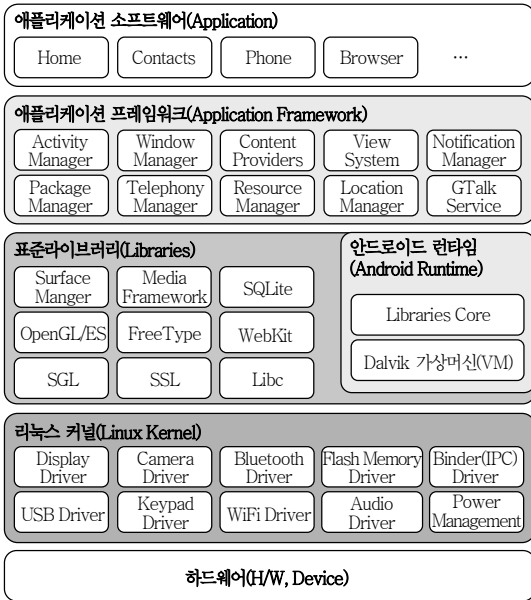 애플리케이션 소프트웨어(Application)
Home Contacts Phone Browser …
애플리케이션 프레임워크(Application Framework)
Activity Manager
Window Manager
Content Providers
View System
Notification Manager
Package Manager
Telephony Manager
Resource Manager
Location Manager
GTalk Service
표준라이브러리(Libraries)
Surface Manger
Media Framework
SQLite
OpenGL/ES
FreeType
WebKit
SGL
SSL
Libc
안드로이드 런타임
(Android Runtime)
Libraries Core
Dalvik 가상머신(VM)
리눅스 커널(Linux Kernel)
Display Driver
Camera Driver
Bluetooth Driver
Flash Memory Driver
Binder(IPC) Driver
USB Driver
Keypad Driver
WiFi Driver
Audio Driver
Power Management
하드웨어(H/W, Device)